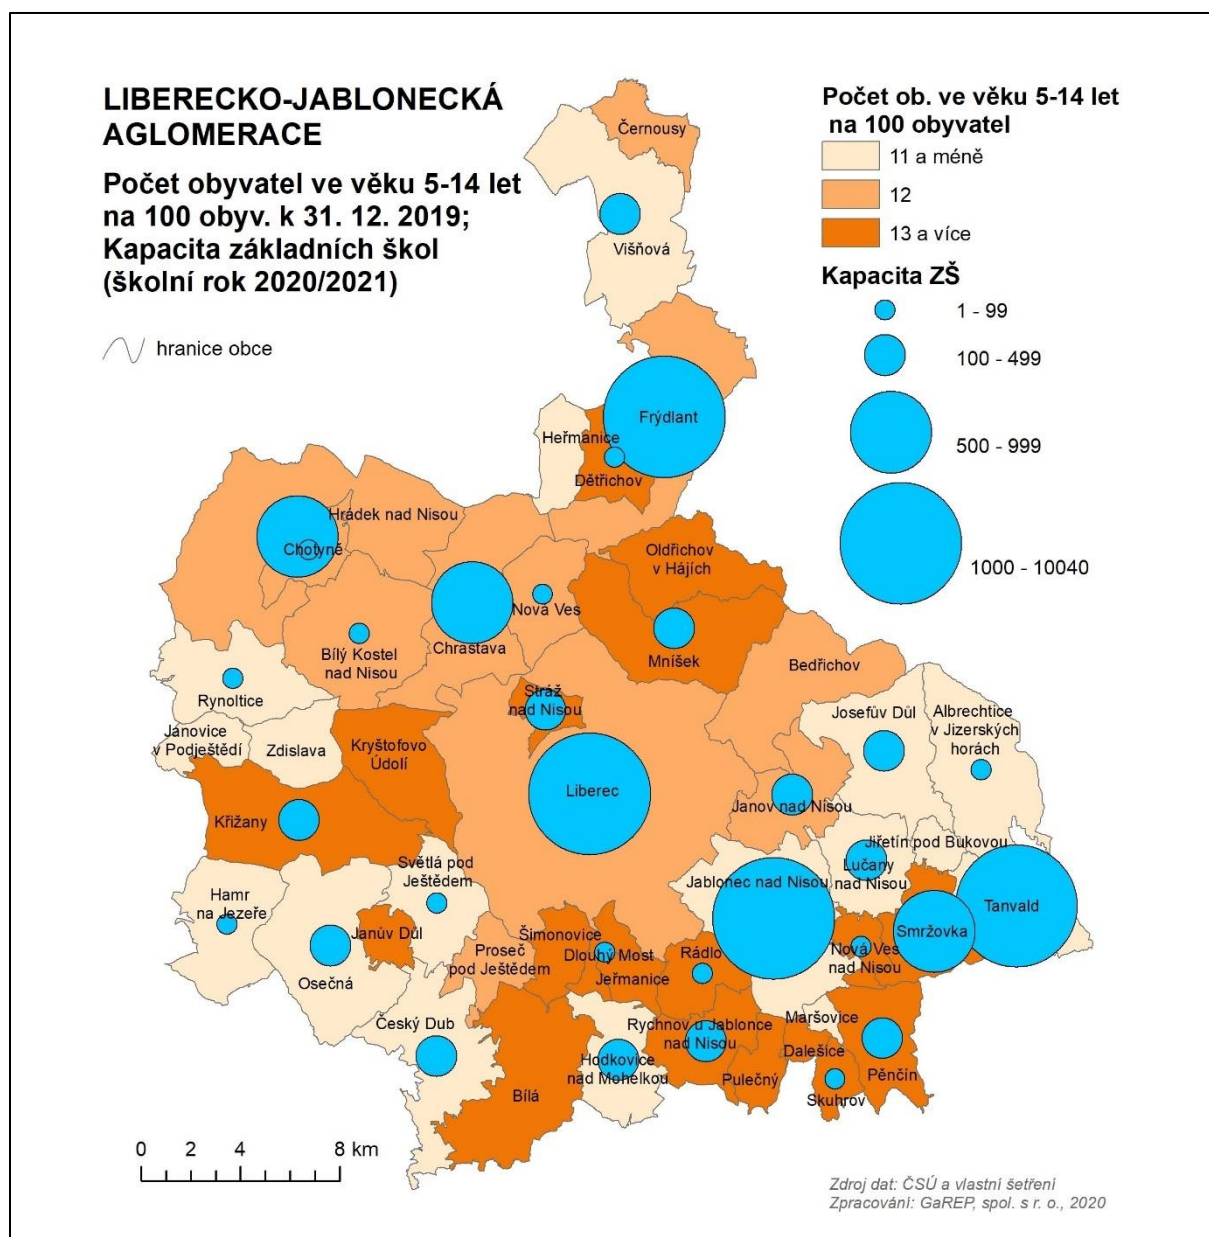 LIBERECKO-JABLONECKÁ
AGLOMERACE
Počet obyvatel ve věku 5-14 let
na 100 obyv. k 31. 12. 2019;
Kapacita základních škol
(školní rok 2020/2021)
hranice obce
Počet ob. ve věku 5-14 let
na 100 obyvatel
11 a méně
12
13 a více
Kapacita ZŠ
1 - 99
100 - 499
500 - 999
1000 - 10040
Černousy
Višňová
Frýdlant
Heřmanice
Dětřichov
Hrádek nad Nisou
Chotyně
Oldřichov
v Hájích
Nová Ves
Chrastava
Bílý Kostel
nad Nisou
Mníšek
Bedřichov
Rynoltice
Stráž
nad Nisou
Josefův Důl
Albrechtice
v Jizerských
horách
Janovice
v Podještědí
Zdislava
Kryštofovo
Údolí
Liberec
Janov nad Nisou
Křižany
Jiřetín pod Bukovou
Lučany
nad Nisou
Světlá pod
Ještědem
Jablonec nad Nisou
Hamr
na Jezeře
Tanvald
Smržovka
Janův Důl
Šimonovice
Proseč
pod Ještědem
Dlouhý Most
Rádlo
Nová Ves
nad Nisou
Osečná
Jeřmanice
Český Dub
Maršovice
Rychnov u Jablonce
nad Nisou
Dalešice
Hodkovice
nad Mohelkou
Pulečný
Pěnčín
Bílá
Skuhrov
0 2 4 8 km
Zdroj dat: ČSÚ a vlastní šetření
Zpracování: GaREP, spol. s r. o., 2020